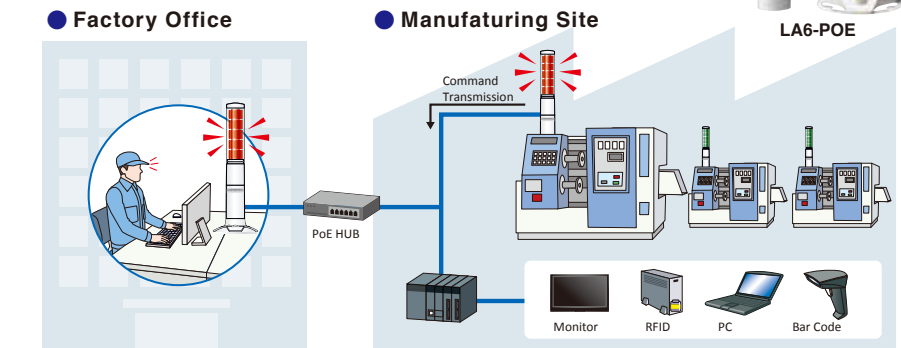 Factory Office
Manufaturing Site
LA6-POE
Command
Transmission
PoE HUB
Monitor
RFID
PC
Bar Code